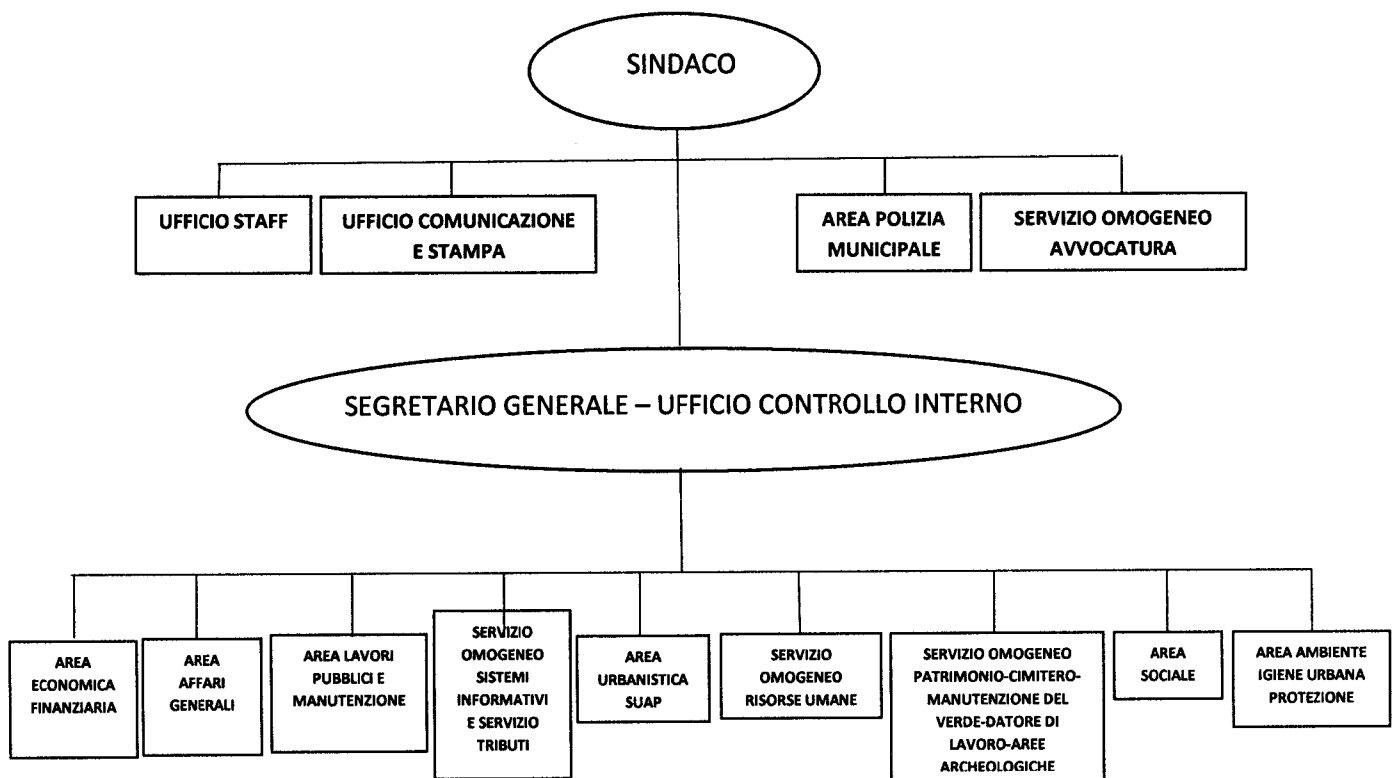 SINDACO
UFFICIO STAFF
UFFICIO COMUNICAZIONE
E STAMPA
AREA POLIZIA
MUNICIPALE
SERVIZIO OMOGENEO
AVVOCATURA
SEGRETARIO GENERALE – UFFICIO CONTROLLO INTERNO
AREA
ECONOMICA
FINANZIARIA
AREA
AFFARI
GENERALI
AREA LAVORI
PUBBLICI E
MANUTENZIONE
SERVIZIO
OMOGENEO
SISTEMI
INFORMATIVI
E SERVIZIO
TRIBUTI
AREA
URBANISTICA
SUAP
SERVIZIO
OMOGENEO
RISORSE UMANE
SERVIZIO OMOGENEO
PATRIMONIO-CIMITERO-
MANUTENZIONE DEL
VERDE-DATORE DI
LAVORO-AREE
ARCHEOLOGICHE
AREA
SOCIALE
AREA AMBIENTE
IGIENE URBANA
PROTEZIONE